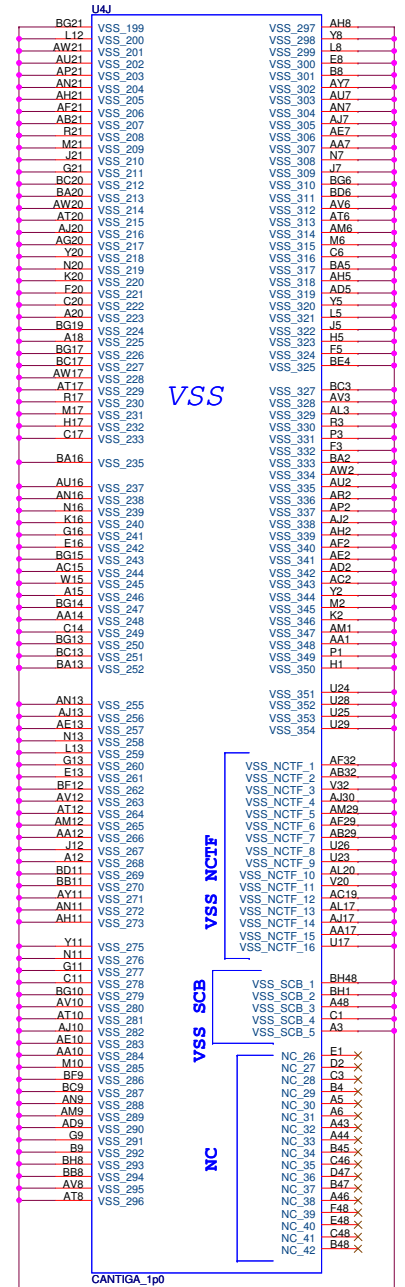 U4J
BG21 VSS_199
L12 VSS_200
AW21 VSS_201
AU21 VSS_202
AP21 VSS_203
AN21 VSS_204
AH21 VSS_205
AF21 VSS_206
AB21 VSS_207
R21 VSS_208
M21 VSS_209
J21 VSS_210
G21 VSS_211
BC20 VSS_212
BA20 VSS_213
AW20 VSS_214
AT20 VSS_215
AJ20 VSS_216
AG20 VSS_217
Y20 VSS_218
N20 VSS_219
K20 VSS_220
F20 VSS_221
C20 VSS_222
A20 VSS_223
BG19 VSS_224
A18 VSS_225
BG17 VSS_226
BC17 VSS_227
AW17 VSS_228
AT17 VSS_229
R17 VSS_230
M17 VSS_231
H17 VSS_232
C17 VSS_233
BA16 VSS_235
AU16 VSS_237
AN16 VSS_238
N16 VSS_239
K16 VSS_240
G16 VSS_241
E16 VSS_242
BG15 VSS_243
AC15 VSS_244
W15 VSS_245
A15 VSS_246
BG14 VSS_247
AA14 VSS_248
C14 VSS_249
BG13 VSS_250
BC13 VSS_251
BA13 VSS_252
AN13 VSS_255
AJ13 VSS_256
AE13 VSS_257
N13 VSS_258
L13 VSS_259
G13 VSS_260
E13 VSS_261
BF12 VSS_262
AV12 VSS_263
AT12 VSS_264
AM12 VSS_265
AA12 VSS_266
J12 VSS_267
A12 VSS_268
BD11 VSS_269
BB11 VSS_270
AY11 VSS_271
AN11 VSS_272
AH11 VSS_273
Y11 VSS_275
N11 VSS_276
G11 VSS_277
C11 VSS_278
BG10 VSS_279
AV10 VSS_280
AT10 VSS_281
AJ10 VSS_282
AE10 VSS_283
AA10 VSS_284
M10 VSS_285
BF9 VSS_286
BC9 VSS_287
AN9 VSS_288
AM9 VSS_289
AD9 VSS_290
G9 VSS_291
B9 VSS_292
BH8 VSS_293
BB8 VSS_294
AV8 VSS_295
AT8 VSS_296
VSS
VSS_297 AH8
VSS_298 Y8
VSS_299 L8
VSS_300 E8
VSS_301 B8
VSS_302 AY7
VSS_303 AU7
VSS_304 AN7
VSS_305 AJ7
VSS_306 AE7
VSS_307 AA7
VSS_308 N7
VSS_309 J7
VSS_310 BG6
VSS_311 BD6
VSS_312 AV6
VSS_313 AT6
VSS_314 AM6
VSS_315 M6
VSS_316 C6
VSS_317 BA5
VSS_318 AH5
VSS_319 AD5
VSS_320 Y5
VSS_321 L5
VSS_322 J5
VSS_323 H5
VSS_324 F5
VSS_325 BE4
VSS_327 BC3
VSS_328 AV3
VSS_329 AL3
VSS_330 R3
VSS_331 P3
VSS_332 F3
VSS_333 BA2
VSS_334 AW2
VSS_335 AU2
VSS_336 AR2
VSS_337 AP2
VSS_338 AJ2
VSS_339 AH2
VSS_340 AF2
VSS_341 AE2
VSS_342 AD2
VSS_343 AC2
VSS_344 Y2
VSS_345 M2
VSS_346 K2
VSS_347 AM1
VSS_348 AA1
VSS_349 P1
VSS_350 H1
VSS_351 U24
VSS_352 U28
VSS_353 U25
VSS_354 U29
VSS NCTF
VSS_NCTF_1 AF32
VSS_NCTF_2 AB32
VSS_NCTF_3 V32
VSS_NCTF_4 AJ30
VSS_NCTF_5 AM29
VSS_NCTF_6 AF29
VSS_NCTF_7 AB29
VSS_NCTF_8 U26
VSS_NCTF_9 U23
VSS_NCTF_10 AL20
VSS_NCTF_11 V20
VSS_NCTF_12 AC19
VSS_NCTF_13 AL17
VSS_NCTF_14 AJ17
VSS_NCTF_15 AA17
VSS_NCTF_16 U17
VSS SCB
VSS_SCB_1 BH48
VSS_SCB_2 BH1
VSS_SCB_3 A48
VSS_SCB_4 C1
VSS_SCB_5 A3
NC
NC_26 E1
NC_27 D2
NC_28 C3
NC_29 B4
NC_30 A5
NC_31 A6
NC_32 A43
NC_33 A44
NC_34 B45
NC_35 C46
NC_36 D47
NC_37 B47
NC_38 A46
NC_39 F48
NC_40 E48
NC_41 C48
NC_42 B48
CANTIGA_1p0